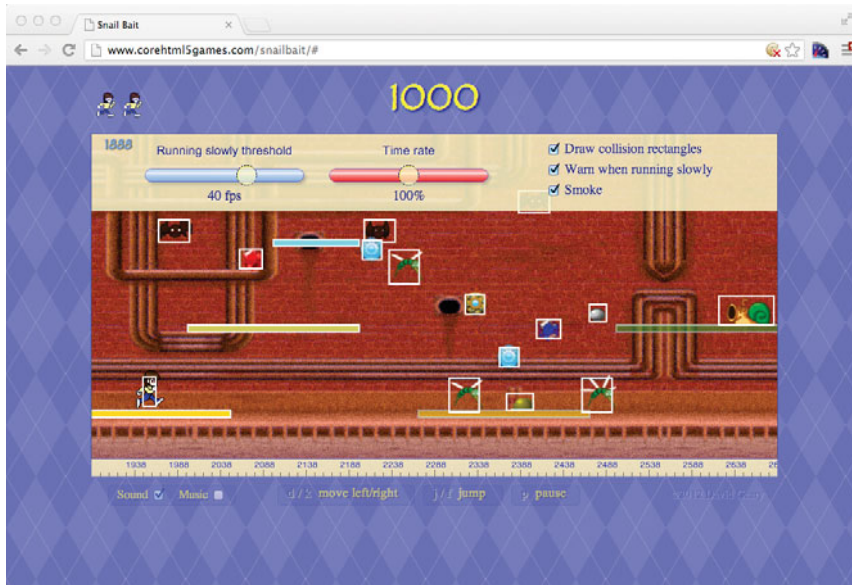 Snail Bait
www.corehtml5games.com/snailbait/#
1000
1888
Running slowly threshold
Time rate
40 fps
100%
Draw collision rectangles
Warn when running slowly
Smoke
1938 1988 2038 2088 2138 2188 2238 2288 2338 2388 2438 2488 2538 2588 2638
Sound Music d / k move left/right j / f jump p pause